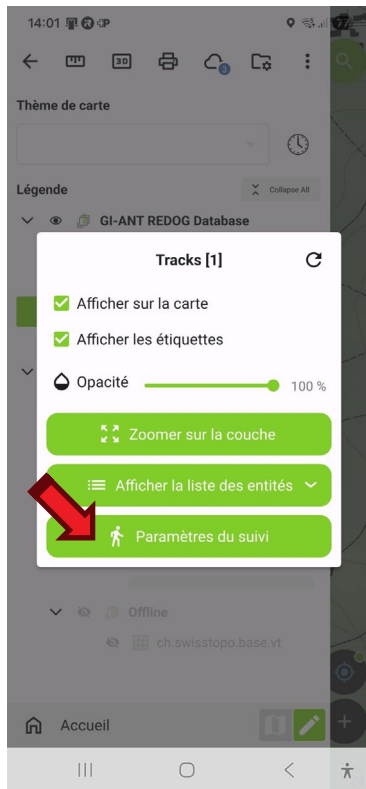 14:01
3D
3
Thème de carte
Légende
Collapse All
GI-ANT REDOG Database
Tracks [1]
Afficher sur la carte
Afficher les étiquettes
Opacité
100 %
Zoomer sur la couche
Afficher la liste des entités
Paramètres du suivi
Offline
ch.swisstopo.base.vt
Accueil